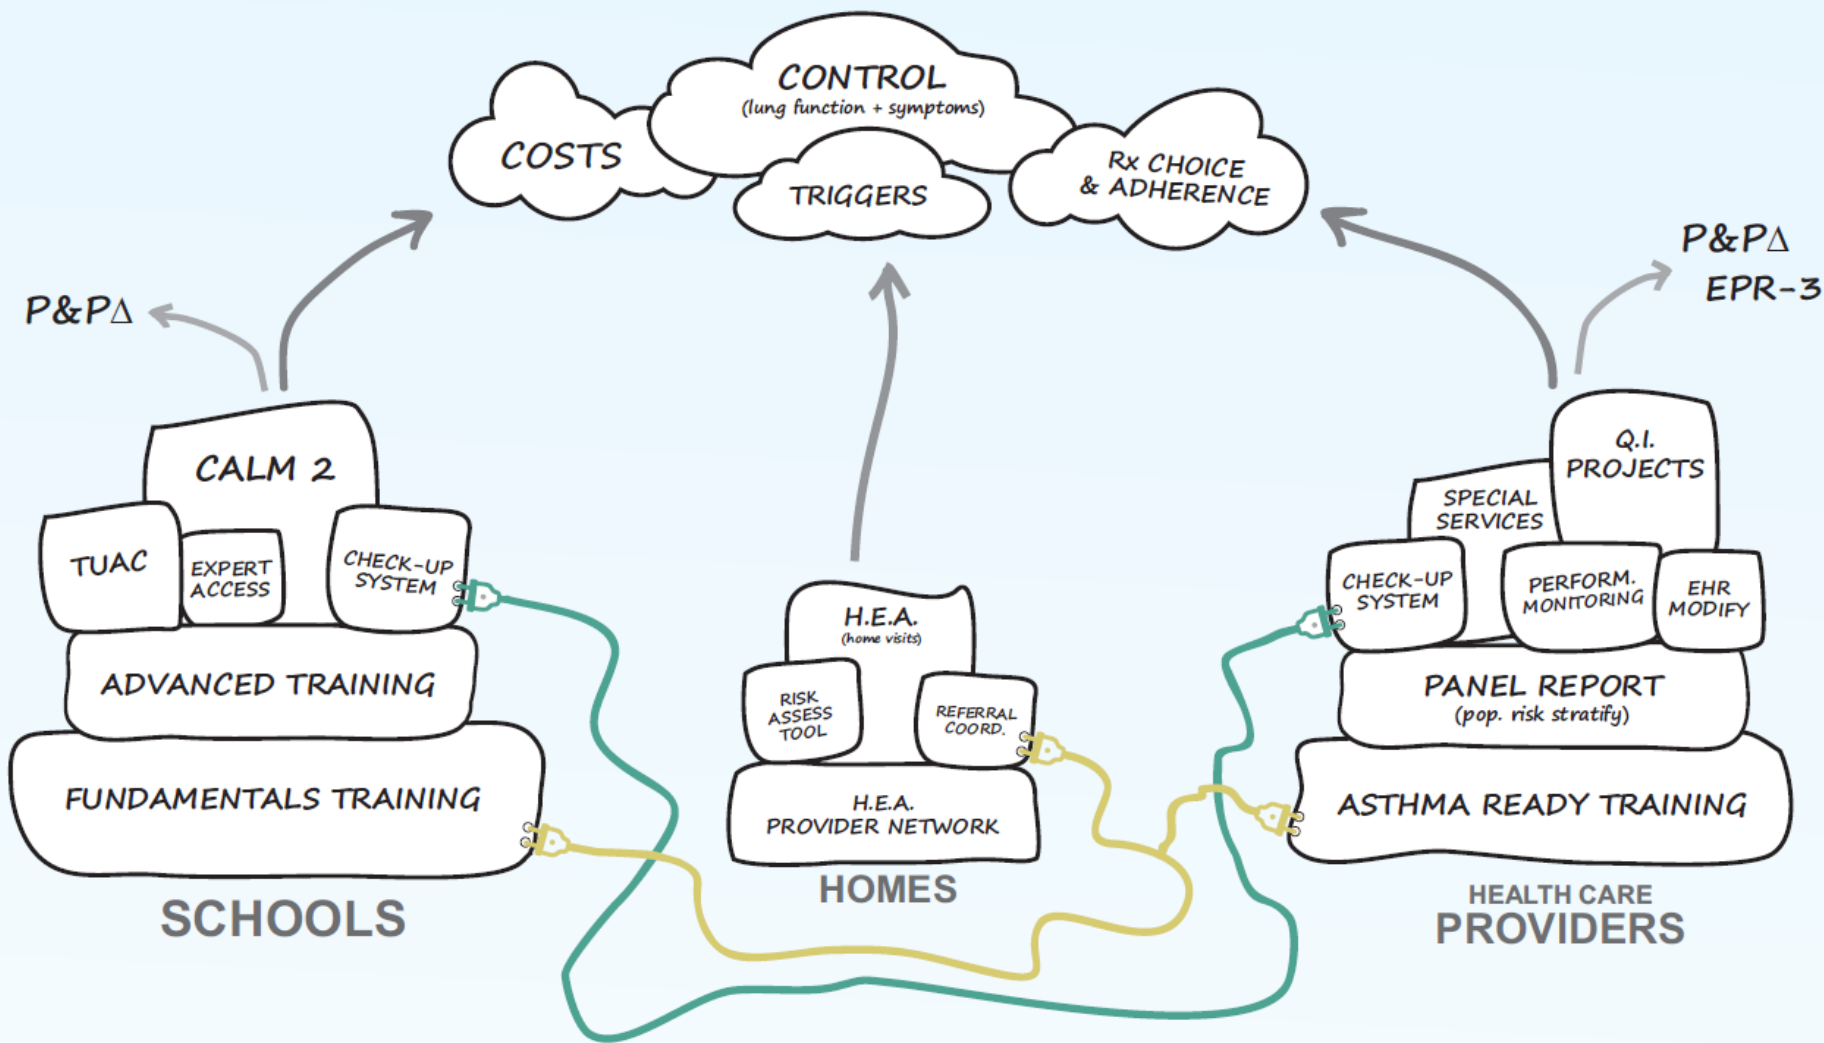 CONTROL
(lung function + symptoms)
COSTS
TRIGGERS
Rx CHOICE
& ADHERENCE
P&PΔ
P&PΔ
EPR-3
CALM 2
TUAC
EXPERT
ACCESS
CHECK-UP
SYSTEM
ADVANCED TRAINING
FUNDAMENTALS TRAINING
SCHOOLS
H.E.A.
(home visits)
RISK
ASSESS
TOOL
REFERRAL
COORD.
H.E.A.
PROVIDER NETWORK
HOMES
Q.I.
PROJECTS
SPECIAL
SERVICES
CHECK-UP
SYSTEM
PERFORM.
MONITORING
EHR
MODIFY
PANEL REPORT
(pop. risk stratify)
ASTHMA READY TRAINING
HEALTH CARE
PROVIDERS